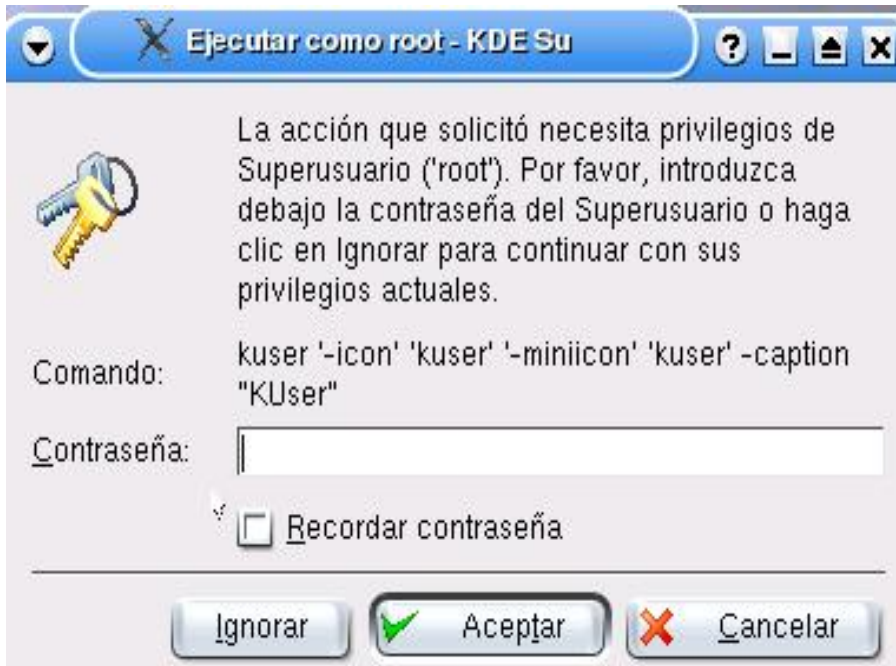 Ejecutar como root - KDE Su
La acción que solicitó necesita privilegios de
Superusuario ('root'). Por favor, introduzca
debajo la contraseña del Superusuario o haga
clic en Ignorar para continuar con sus
privilegios actuales.
Comando:
kuser '-icon' 'kuser' '-miniicon' 'kuser' -caption
"KUser"
Contraseña:
Recordar contraseña
Ignorar
Aceptar
Cancelar